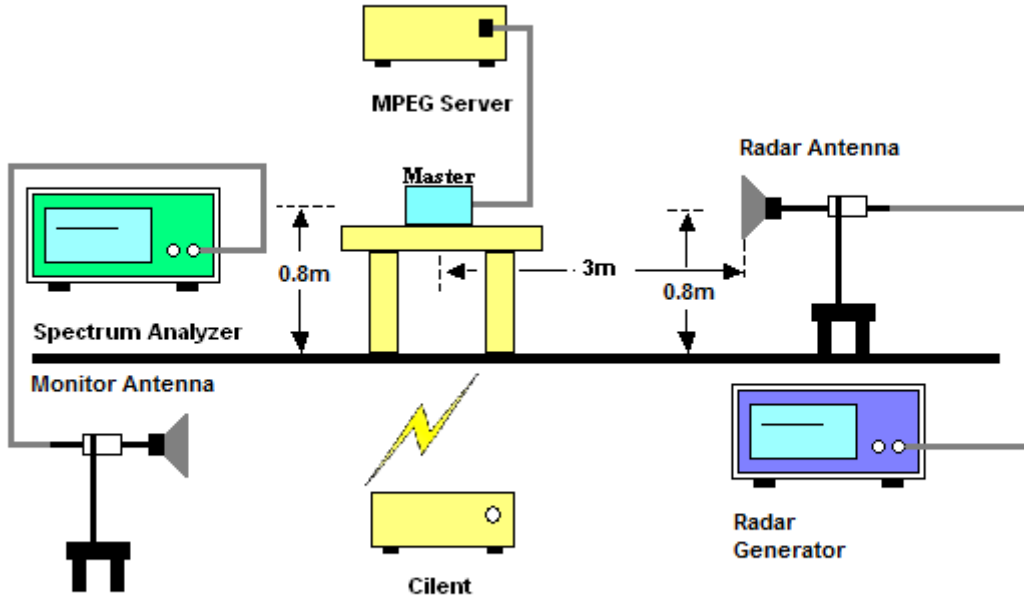 MPEG Server
Radar Antenna
Master
0.8m
3m
0.8m
Spectrum Analyzer
Monitor Antenna
Radar
Generator
Cilent